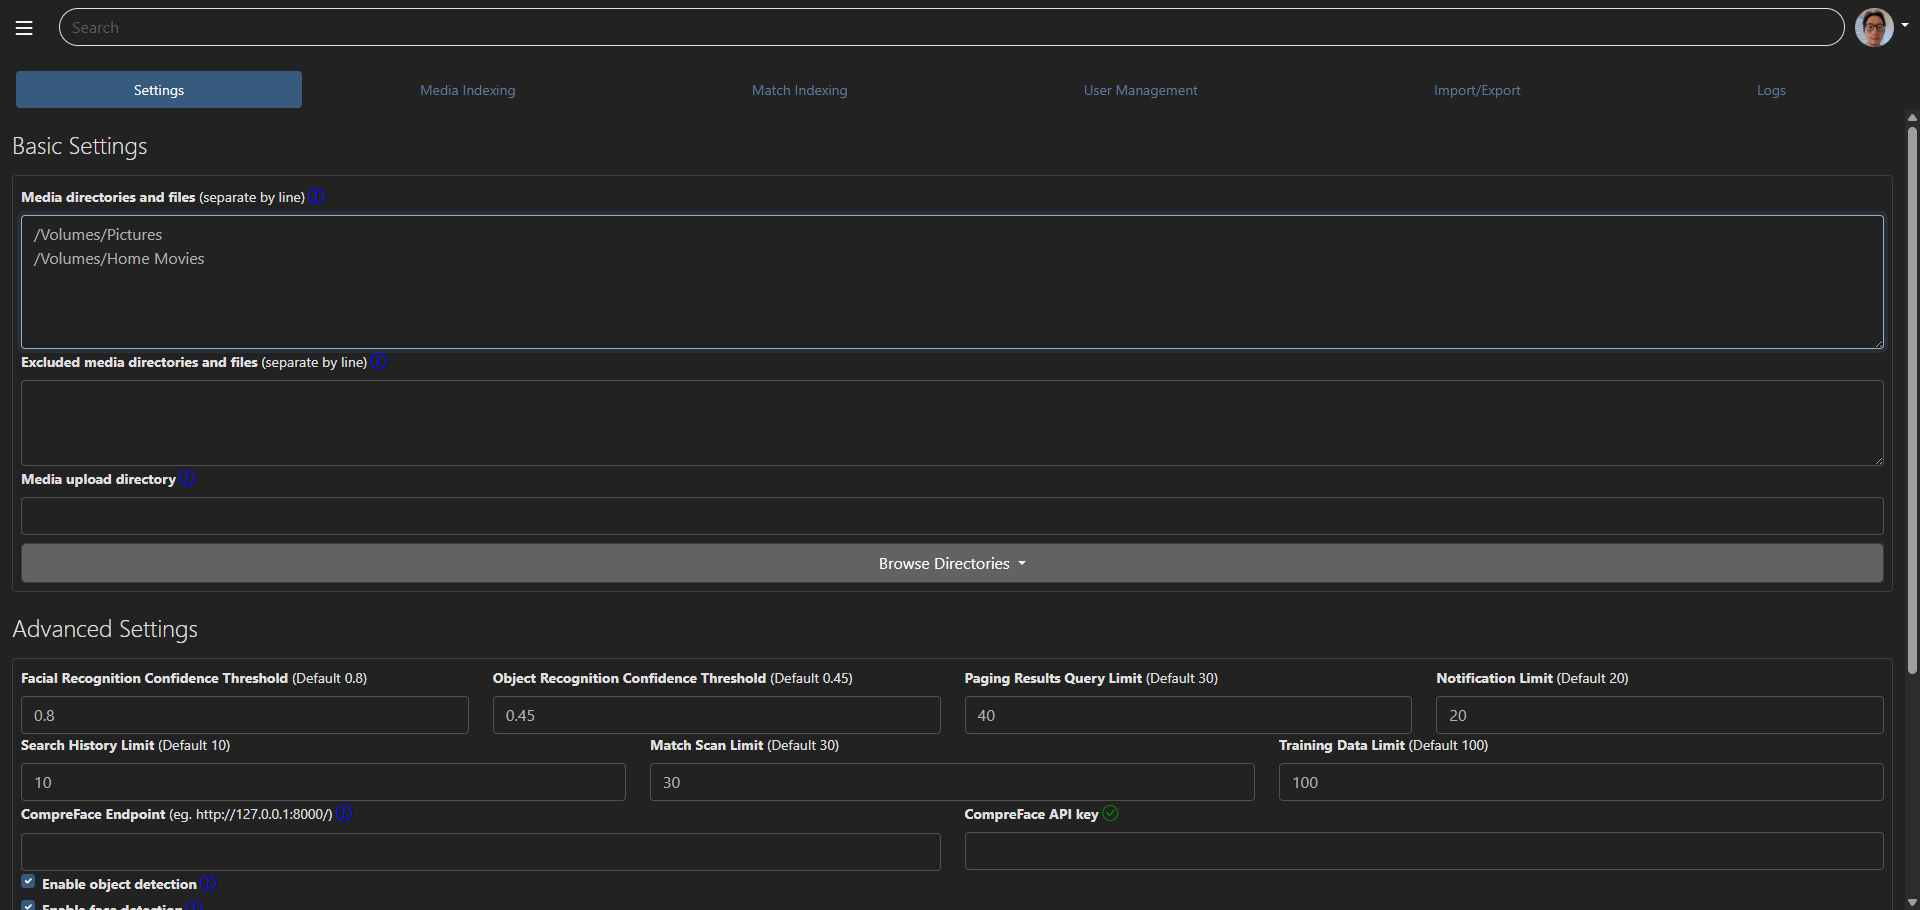 Search
Settings
Media Indexing
Match Indexing
User Management
Import/Export
Logs
Basic Settings
Media directories and files (separate by line)
/Volumes/Pictures
/Volumes/Home Movies
Excluded media directories and files (separate by line)
Media upload directory
Browse Directories
Advanced Settings
Facial Recognition Confidence Threshold (Default 0.8)
Object Recognition Confidence Threshold (Default 0.45)
Paging Results Query Limit (Default 30)
Notification Limit (Default 20)
0.8
0.45
40
20
Search History Limit (Default 10)
Match Scan Limit (Default 30)
Training Data Limit (Default 100)
10
30
100
CompreFace Endpoint (eg. http://127.0.0.1:8000/)
CompreFace API key
Enable object detection
Enable face detection